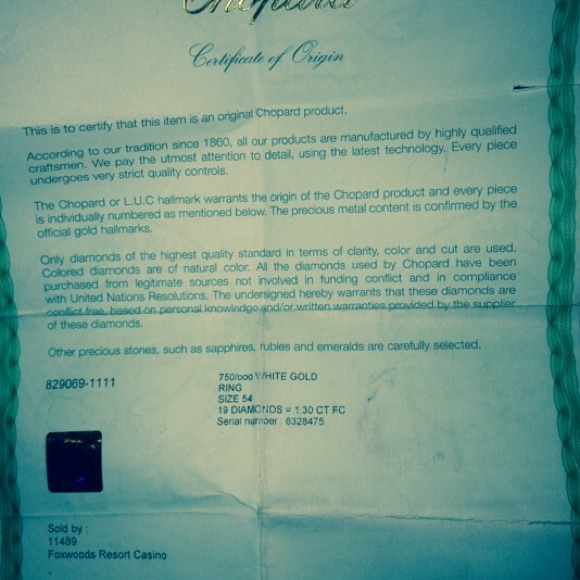 Chopard
Certificate of Origin
This is to certify that this item is an original Chopard product.
According to our tradition since 1860, all our products are manufactured by highly qualified
craftsmen. We pay the utmost attention to detail, using the latest technology. Every piece
undergoes very strict quality controls.
The Chopard or L.U.C hallmark warrants the origin of the Chopard product and every piece
is individually numbered as mentioned below. The precious metal content is confirmed by the
official gold hallmarks.
Only diamonds of the highest quality standard in terms of clarity, color and cut are used.
Colored diamonds are of natural color. All the diamonds used by Chopard have been
purchased from legitimate sources not involved in funding conflict and in compliance
with United Nations Resolutions. The undersigned hereby warrants that these diamonds are
conflict free, based on personal knowledge and/or written warranties provided by the supplier
of these diamonds.
Other precious stones, such as sapphires, rubies and emeralds are carefully selected.
829069-1111
750/ooo WHITE GOLD
RING
SIZE 54
19 DIAMONDS = 1.30 CT FC
Serial number : 6328475
Sold by :
11489
Foxwoods Resort Casino